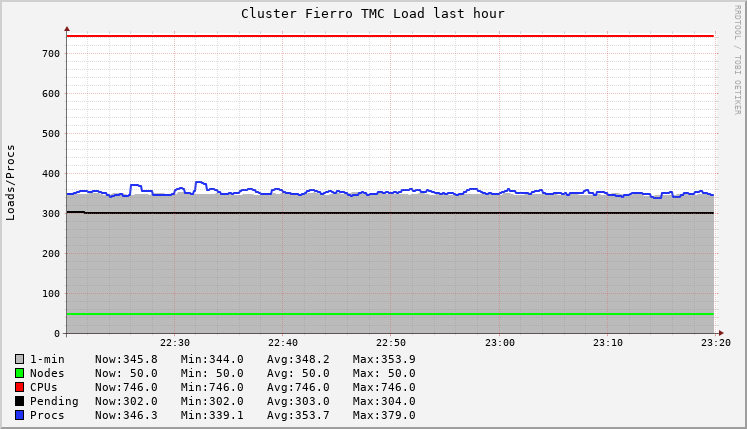 Cluster Fierro TMC Load last hour
RRDTOOL / TOBI OETIKER
Loads/Procs
700
600
500
400
300
200
100
0
22:30 22:40 22:50 23:00 23:10 23:20
1-min Now:345.8 Min:344.0 Avg:348.2 Max:353.9
Nodes Now: 50.0 Min: 50.0 Avg: 50.0 Max: 50.0
CPUs Now:746.0 Min:746.0 Avg:746.0 Max:746.0
Pending Now:302.0 Min:302.0 Avg:303.0 Max:304.0
Procs Now:346.3 Min:339.1 Avg:353.7 Max:379.0